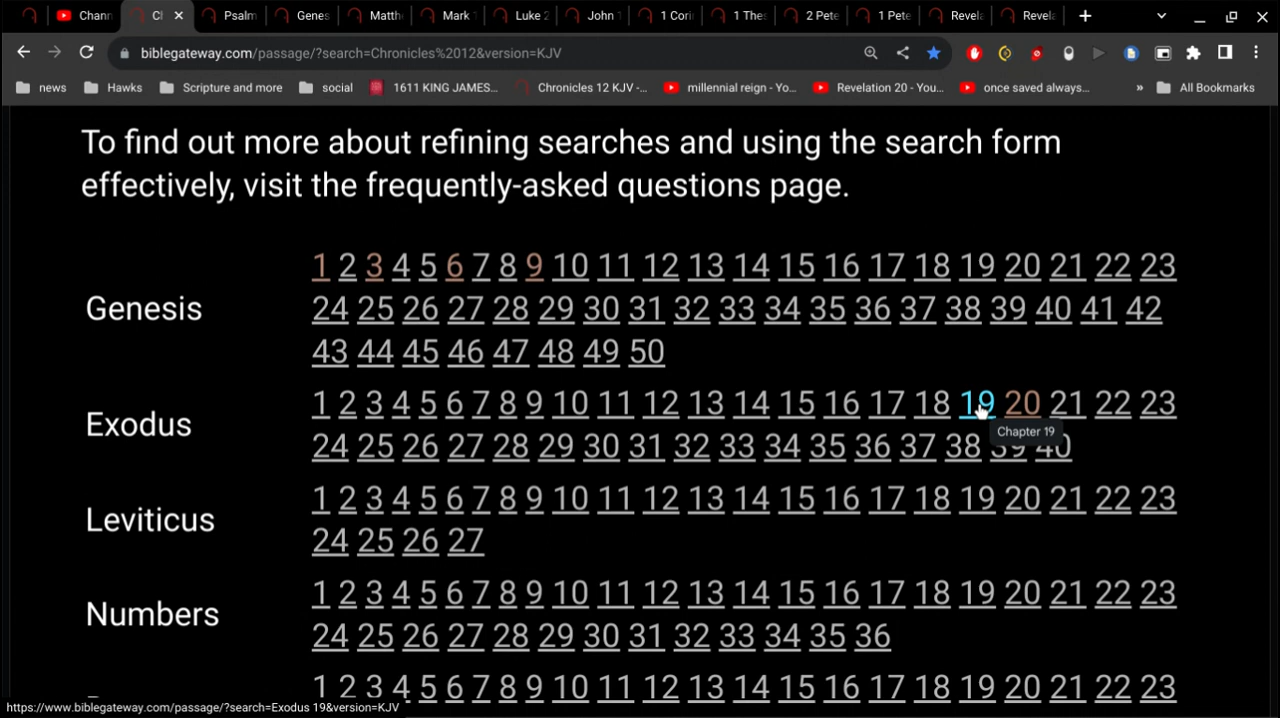 Chann
Cl
Psalm
Genes
Matth
Mark
Luke 2
John 1
1 Cori
1 Thes
2 Pete
1 Pete
Revela
Revela
biblegateway.com/passage/?search=Chronicles%2012&version=KJV
news Hawks Scripture and more social 1611 KING JAMES... Chronicles 12 KJV -... millennial reign - Yo... Revelation 20 - You... once saved always... » All Bookmarks
To find out more about refining searches and using the search form
effectively, visit the frequently-asked questions page.
Genesis
1 2 3 4 5 6 7 8 9 10 11 12 13 14 15 16 17 18 19 20 21 22 23
24 25 26 27 28 29 30 31 32 33 34 35 36 37 38 39 40 41 42
43 44 45 46 47 48 49 50
Exodus
1 2 3 4 5 6 7 8 9 10 11 12 13 14 15 16 17 18 19 20 21 22 23
Chapter 19
24 25 26 27 28 29 30 31 32 33 34 35 36 37 38 39 40
Leviticus
1 2 3 4 5 6 7 8 9 10 11 12 13 14 15 16 17 18 19 20 21 22 23
24 25 26 27
Numbers
1 2 3 4 5 6 7 8 9 10 11 12 13 14 15 16 17 18 19 20 21 22 23
24 25 26 27 28 29 30 31 32 33 34 35 36
1 2 3 4 5 6 7 8 9 10 11 12 13 14 15 16 17 18 19 20 21 22 23
https://www.biblegateway.com/passage/?search=Exodus 19&version=KJV